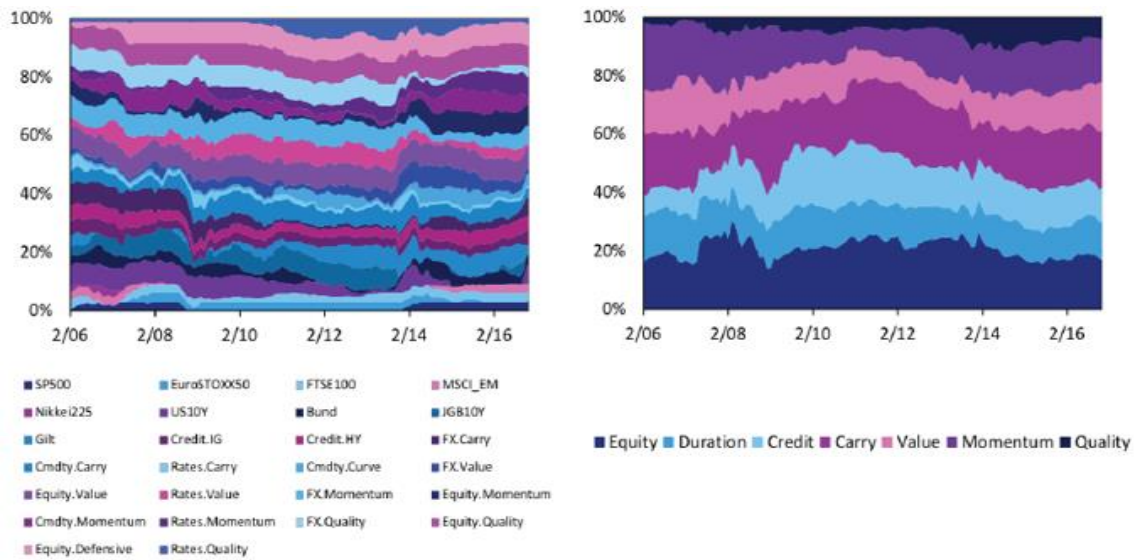 100%
80%
60%
40%
20%
0%
2/06 2/08 2/10 2/12 2/14 2/16
SP500 EuroSTOXX50 FTSE100 MSCI_EM
Nikkei225 US10Y Bund JGB10Y
Gilt Credit.IG Credit.HY FX.Carry
Cmdty.Carry Rates.Carry Cmdty.Curve FX.Value
Equity.Value Rates.Value FX.Momentum Equity.Momentum
Cmdty.Momentum Rates.Momentum FX.Quality Equity.Quality
Equity.Defensive Rates.Quality
100%
80%
60%
40%
20%
0%
2/06 2/08 2/10 2/12 2/14 2/16
Equity Duration Credit Carry Value Momentum Quality